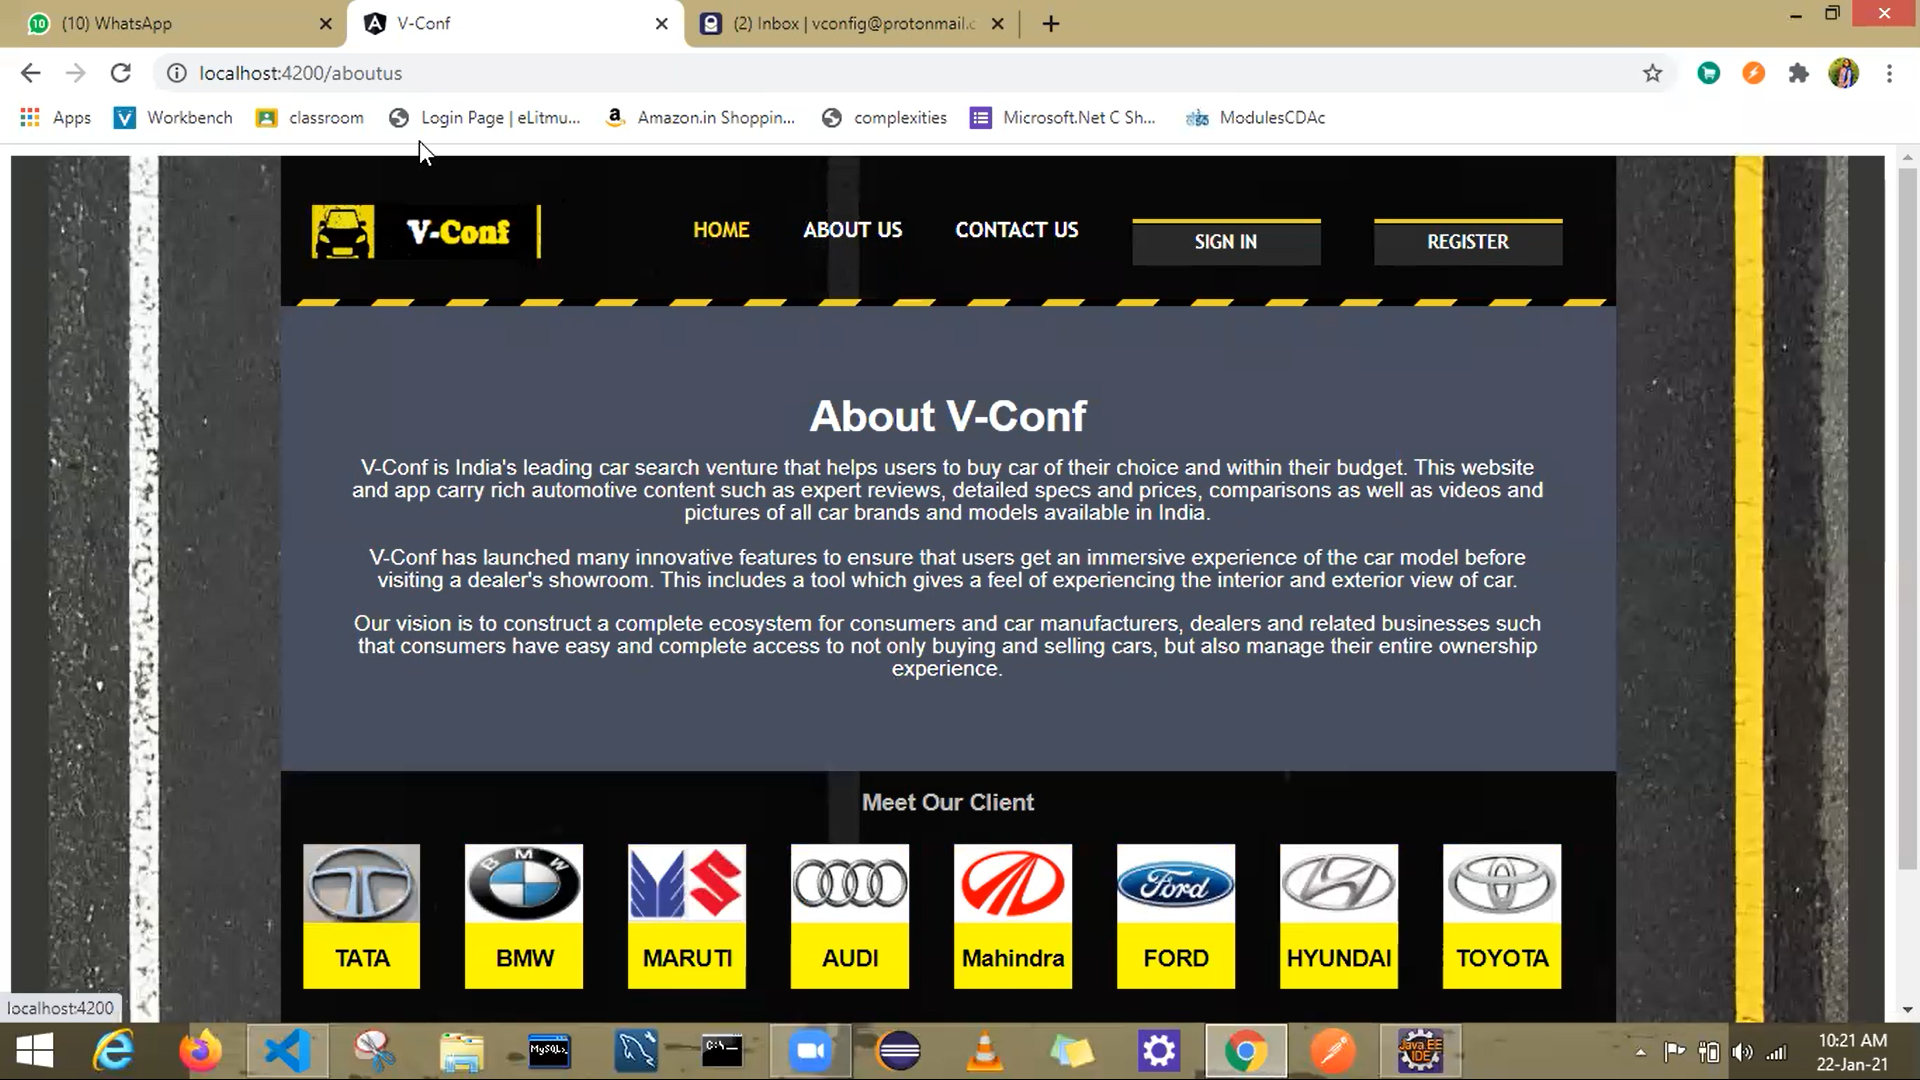 (10) WhatsApp
V-Conf
(2) Inbox | vconfig@protonmail.c
localhost:4200/aboutus
Apps
Workbench
classroom
Login Page | eLitmu...
Amazon.in Shoppin...
complexities
Microsoft.Net C Sh...
ModulesCDAc
V-Conf
HOME
ABOUT US
CONTACT US
SIGN IN
REGISTER
About V-Conf
V-Conf is India's leading car search venture that helps users to buy car of their choice and within their budget. This website
and app carry rich automotive content such as expert reviews, detailed specs and prices, comparisons as well as videos and
pictures of all car brands and models available in India.
V-Conf has launched many innovative features to ensure that users get an immersive experience of the car model before
visiting a dealer's showroom. This includes a tool which gives a feel of experiencing the interior and exterior view of car.
Our vision is to construct a complete ecosystem for consumers and car manufacturers, dealers and related businesses such
that consumers have easy and complete access to not only buying and selling cars, but also manage their entire ownership
experience.
Meet Our Client
BMW
Ford
TATA
BMW
MARUTI
AUDI
Mahindra
FORD
HYUNDAI
TOYOTA
localhost:4200
MySQL
C:\_
Java EE
IDE
10:21 AM
22-Jan-21